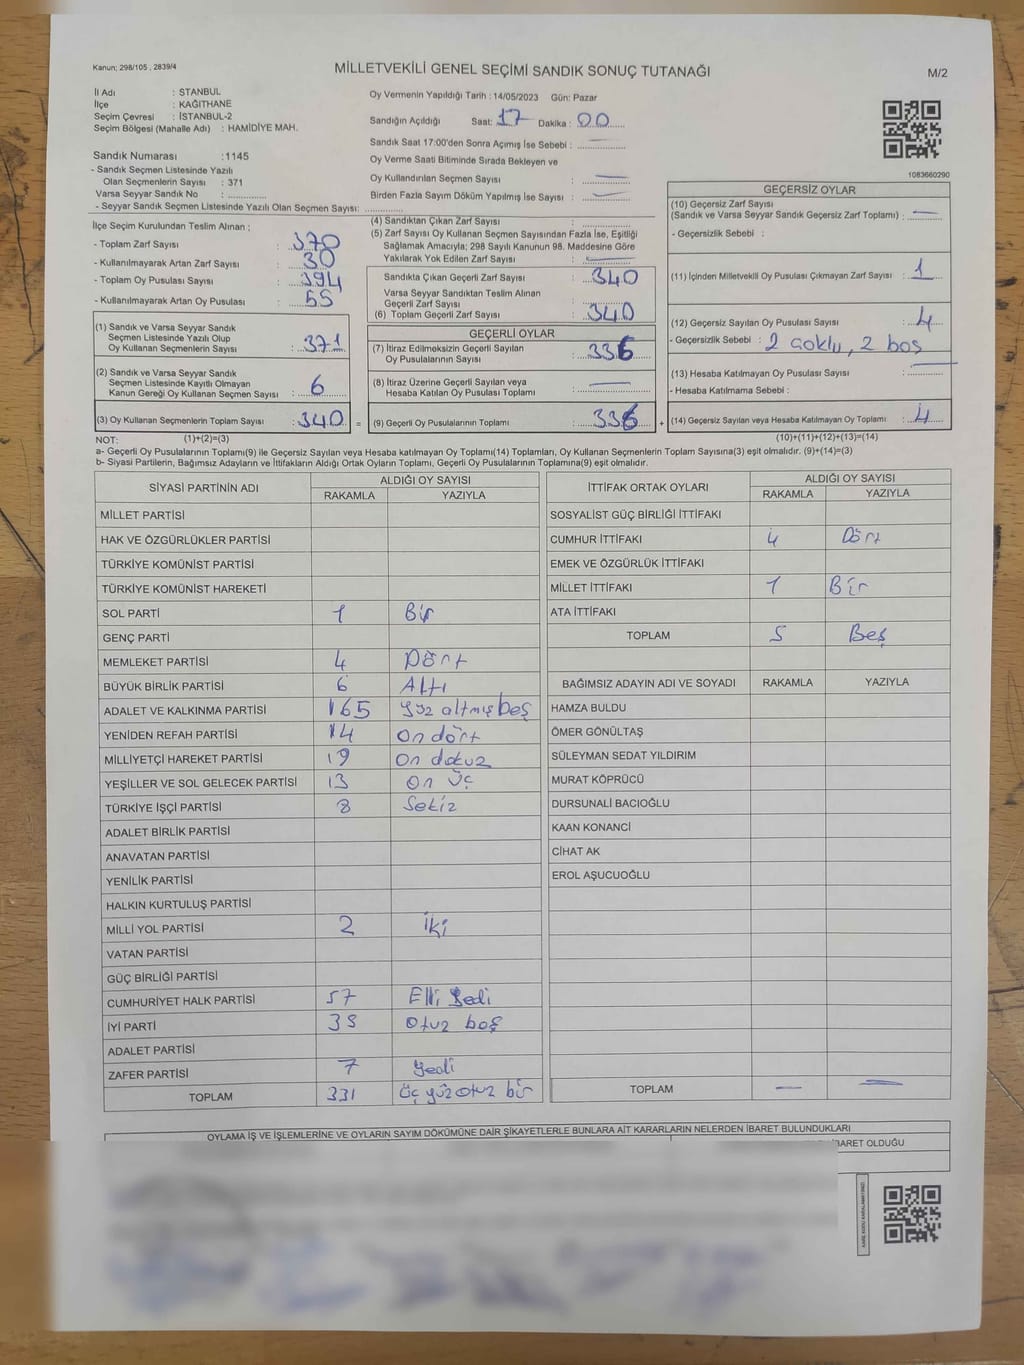 Kanun: 298/105 , 2839/4
MİLLETVEKİLİ GENEL SEÇİMİ SANDIK SONUÇ TUTANAĞI
M/2
İl Adı : STANBUL
İlçe : KAĞITHANE
Seçim Çevresi : İSTANBUL-2
Seçim Bölgesi (Mahalle Adı) : HAMİDİYE MAH.
Sandık Numarası :1145
- Sandık Seçmen Listesinde Yazılı
Olan Seçmenlerin Sayısı : 371
Varsa Seyyar Sandık No :
- Seyyar Sandık Seçmen Listesinde Yazılı Olan Seçmen Sayısı:
Oy Vermenin Yapıldığı Tarih : 14/05/2023 Gün: Pazar
Sandığın Açıldığı Saat: 17 Dakika : 00
Sandık Saat 17:00'den Sonra Açımış İse Sebebi :
Oy Verme Saati Bitiminde Sırada Bekleyen ve
Oy Kullandırılan Seçmen Sayısı : —
Birden Fazla Sayım Döküm Yapılmış İse Sayısı : —
1083660290
İlçe Seçim Kurulundan Teslim Alınan ;
- Toplam Zarf Sayısı : 370
- Kullanılmayarak Artan Zarf Sayısı : 30
- Toplam Oy Pusulası Sayısı : 394
- Kullanılmayarak Artan Oy Pusulası : 55
(1) Sandık ve Varsa Seyyar Sandık
Seçmen Listesinde Yazılı Olup
Oy Kullanan Seçmenlerin Sayısı : 371
(2) Sandık ve Varsa Seyyar Sandık
Seçmen Listesinde Kayıtlı Olmayan
Kanun Gereği Oy Kullanan Seçmen Sayısı : 6
(3) Oy Kullanan Seçmenlerin Toplam Sayısı : 340
(1)+(2)=(3)
(4) Sandıktan Çıkan Zarf Sayısı :
(5) Zarf Sayısı Oy Kullanan Seçmen Sayısından Fazla İse, Eşitliği
Sağlamak Amacıyla; 298 Sayılı Kanunun 98. Maddesine Göre
Yakılarak Yok Edilen Zarf Sayısı : —
Sandıkta Çıkan Geçerli Zarf Sayısı : 340
Varsa Seyyar Sandıktan Teslim Alınan
Geçerli Zarf Sayısı :
(6) Toplam Geçerli Zarf Sayısı : 340
GEÇERLİ OYLAR
(7) İtiraz Edilmeksizin Geçerli Sayılan
Oy Pusulalarının Sayısı : 336
(8) İtiraz Üzerine Geçerli Sayılan veya
Hesaba Katılan Oy Pusulası Toplamı : —
= (9) Geçerli Oy Pusulalarının Toplamı : 336 +
GEÇERSİZ OYLAR
(10) Geçersiz Zarf Sayısı
(Sandık ve Varsa Seyyar Sandık Geçersiz Zarf Toplamı) : —
- Geçersizlik Sebebi :
(11) İçinden Milletvekili Oy Pusulası Çıkmayan Zarf Sayısı : 1
(12) Geçersiz Sayılan Oy Pusulası Sayısı : 4
- Geçersizlik Sebebi : 2 çoklu, 2 boş
(13) Hesaba Katılmayan Oy Pusulası Sayısı : —
- Hesaba Katılmama Sebebi :
(14) Geçersiz Sayılan veya Hesaba Katılmayan Oy Toplamı : 4
(10)+(11)+(12)+(13)=(14)
NOT:
a- Geçerli Oy Pusulalarının Toplamı(9) ile Geçersiz Sayılan veya Hesaba katılmayan Oy Toplamı(14) Toplamları, Oy Kullanan Seçmenlerin Toplam Sayısına(3) eşit olmalıdır. (9)+(14)=(3)
b- Siyasi Partilerin, Bağımsız Adayların ve İttifakların Aldığı Ortak Oyların Toplamı, Geçerli Oy Pusulalarının Toplamına(9) eşit olmalıdır.
SİYASİ PARTİNİN ADI ALDIĞI OY SAYISI
RAKAMLA YAZIYLA
MİLLET PARTİSİ
HAK VE ÖZGÜRLÜKLER PARTİSİ
TÜRKİYE KOMÜNİST PARTİSİ
TÜRKİYE KOMÜNİST HAREKETİ
SOL PARTİ 1 Bir
GENÇ PARTİ
MEMLEKET PARTİSİ 4 Dört
BÜYÜK BİRLİK PARTİSİ 6 Altı
ADALET VE KALKINMA PARTİSİ 165 Yüz altmış beş
YENİDEN REFAH PARTİSİ 14 On dört
MİLLİYETÇİ HAREKET PARTİSİ 19 On dokuz
YEŞİLLER VE SOL GELECEK PARTİSİ 13 On üç
TÜRKİYE İŞÇİ PARTİSİ 8 Sekiz
ADALET BİRLİK PARTİSİ
ANAVATAN PARTİSİ
YENİLİK PARTİSİ
HALKIN KURTULUŞ PARTİSİ
MİLLİ YOL PARTİSİ 2 İki
VATAN PARTİSİ
GÜÇ BİRLİĞİ PARTİSİ
CUMHURİYET HALK PARTİSİ 57 Elli yedi
İYİ PARTİ 35 Otuz beş
ADALET PARTİSİ
ZAFER PARTİSİ 7 Yedi
TOPLAM 331 Üç yüz otuz bir
İTTİFAK ORTAK OYLARI ALDIĞI OY SAYISI
RAKAMLA YAZIYLA
SOSYALİST GÜÇ BİRLİĞİ İTTİFAKI
CUMHUR İTTİFAKI 4 Dört
EMEK VE ÖZGÜRLÜK İTTİFAKI
MİLLET İTTİFAKI 1 Bir
ATA İTTİFAKI
TOPLAM 5 Beş
BAĞIMSIZ ADAYIN ADI VE SOYADI RAKAMLA YAZIYLA
HAMZA BULDU
ÖMER GÖNÜLTAŞ
SÜLEYMAN SEDAT YILDIRIM
MURAT KÖPRÜCÜ
DURSUNALİ BACIOĞLU
KAAN KONANCİ
CİHAT AK
EROL AŞUCUOĞLU
TOPLAM — —
OYLAMA İŞ VE İŞLEMLERİNE VE OYLARIN SAYIM DÖKÜMÜNE DAİR ŞİKAYETLERLE BUNLARA AİT KARARLARIN NELERDEN İBARET BULUNDUKLARI
İBARET OLDUĞU